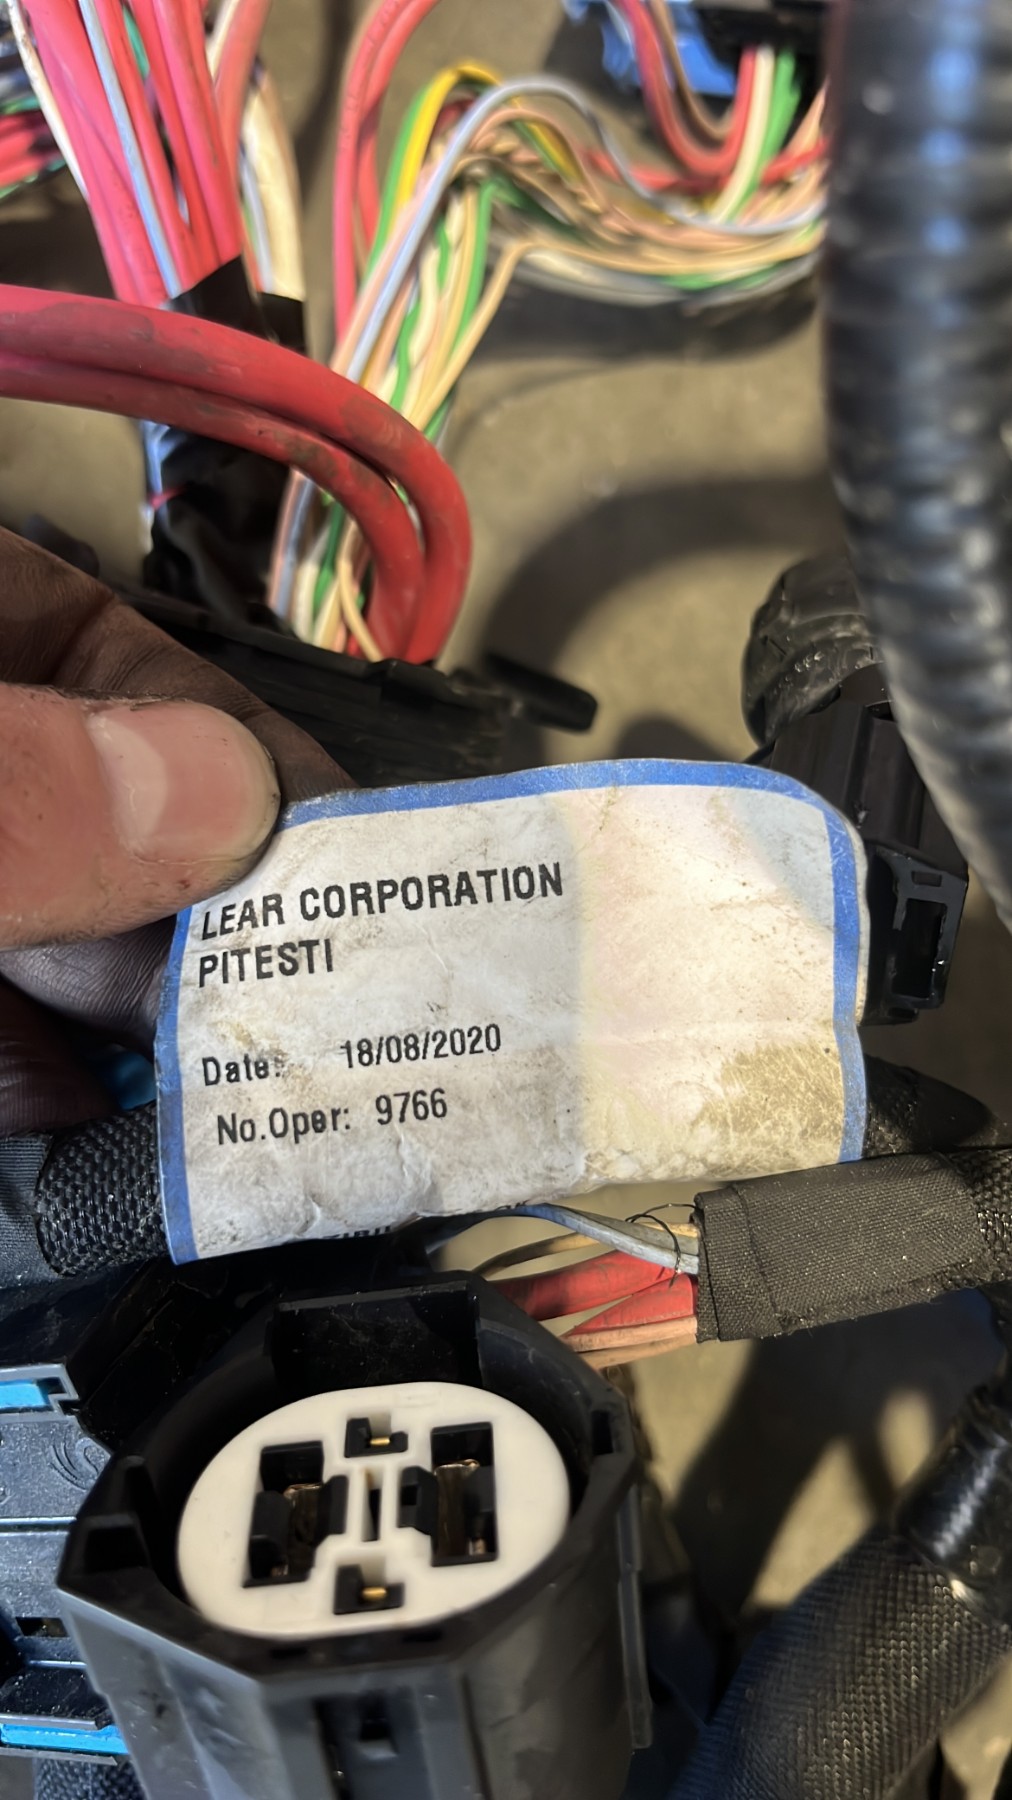 LEAR CORPORATION
PITESTI
Date: 18/08/2020
No.Oper: 9766